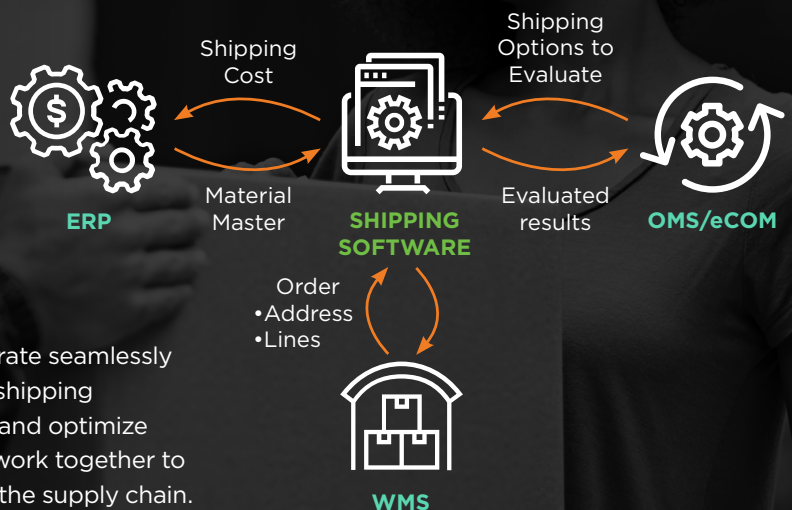 Shipping
Cost
Shipping
Options to
Evaluate
$
Material
Master
Evaluated
results
ERP
SHIPPING
SOFTWARE
OMS/eCOM
Order
•Address
•Lines
rate seamlessly
shipping
and optimize
work together to
the supply chain.
WMS